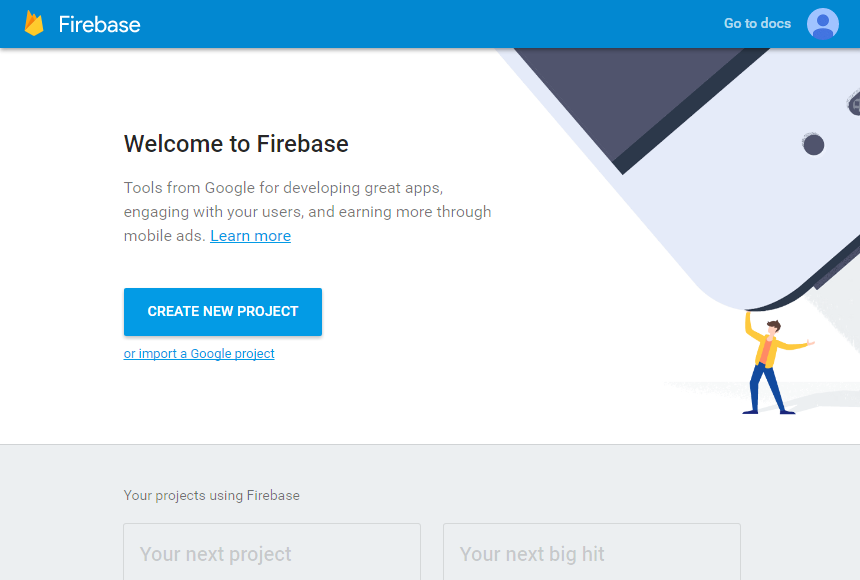 Firebase
Go to docs
Welcome to Firebase
Tools from Google for developing great apps,
engaging with your users, and earning more through
mobile ads. Learn more
CREATE NEW PROJECT
or import a Google project
Your projects using Firebase
Your next project
Your next big hit